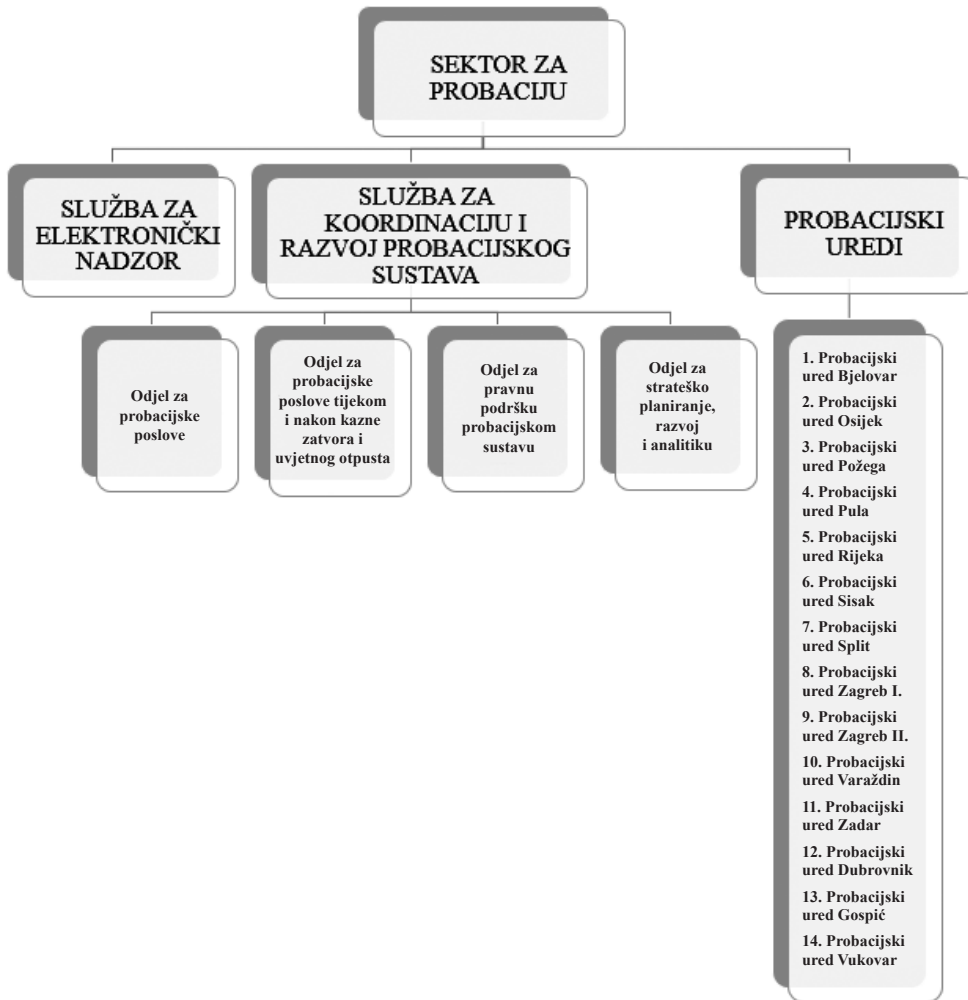 SEKTOR ZA
PROBACIJU
SLUŽBA ZA
ELEKTRONIČKI
NADZOR
SLUŽBA ZA
KOORDINACIJU I
RAZVOJ PROBACIJSKOG
SUSTAVA
PROBACIJSKI
UREDI
Odjel za
probacijske
poslove
Odjel za
probacijske
poslove tijekom
i nakon kazne
zatvora i
uvjetnog otpusta
Odjel za
pravnu
podršku
probacijskom
sustavu
Odjel za
strateško
planiranje,
razvoj
i analitiku
1. Probacijski
ured Bjelovar
2. Probacijski
ured Osijek
3. Probacijski
ured Požega
4. Probacijski
ured Pula
5. Probacijski
ured Rijeka
6. Probacijski
ured Sisak
7. Probacijski
ured Split
8. Probacijski
ured Zagreb I.
9. Probacijski
ured Zagreb II.
10. Probacijski
ured Varaždin
11. Probacijski
ured Zadar
12. Probacijski
ured Dubrovnik
13. Probacijski
ured Gospić
14. Probacijski
ured Vukovar